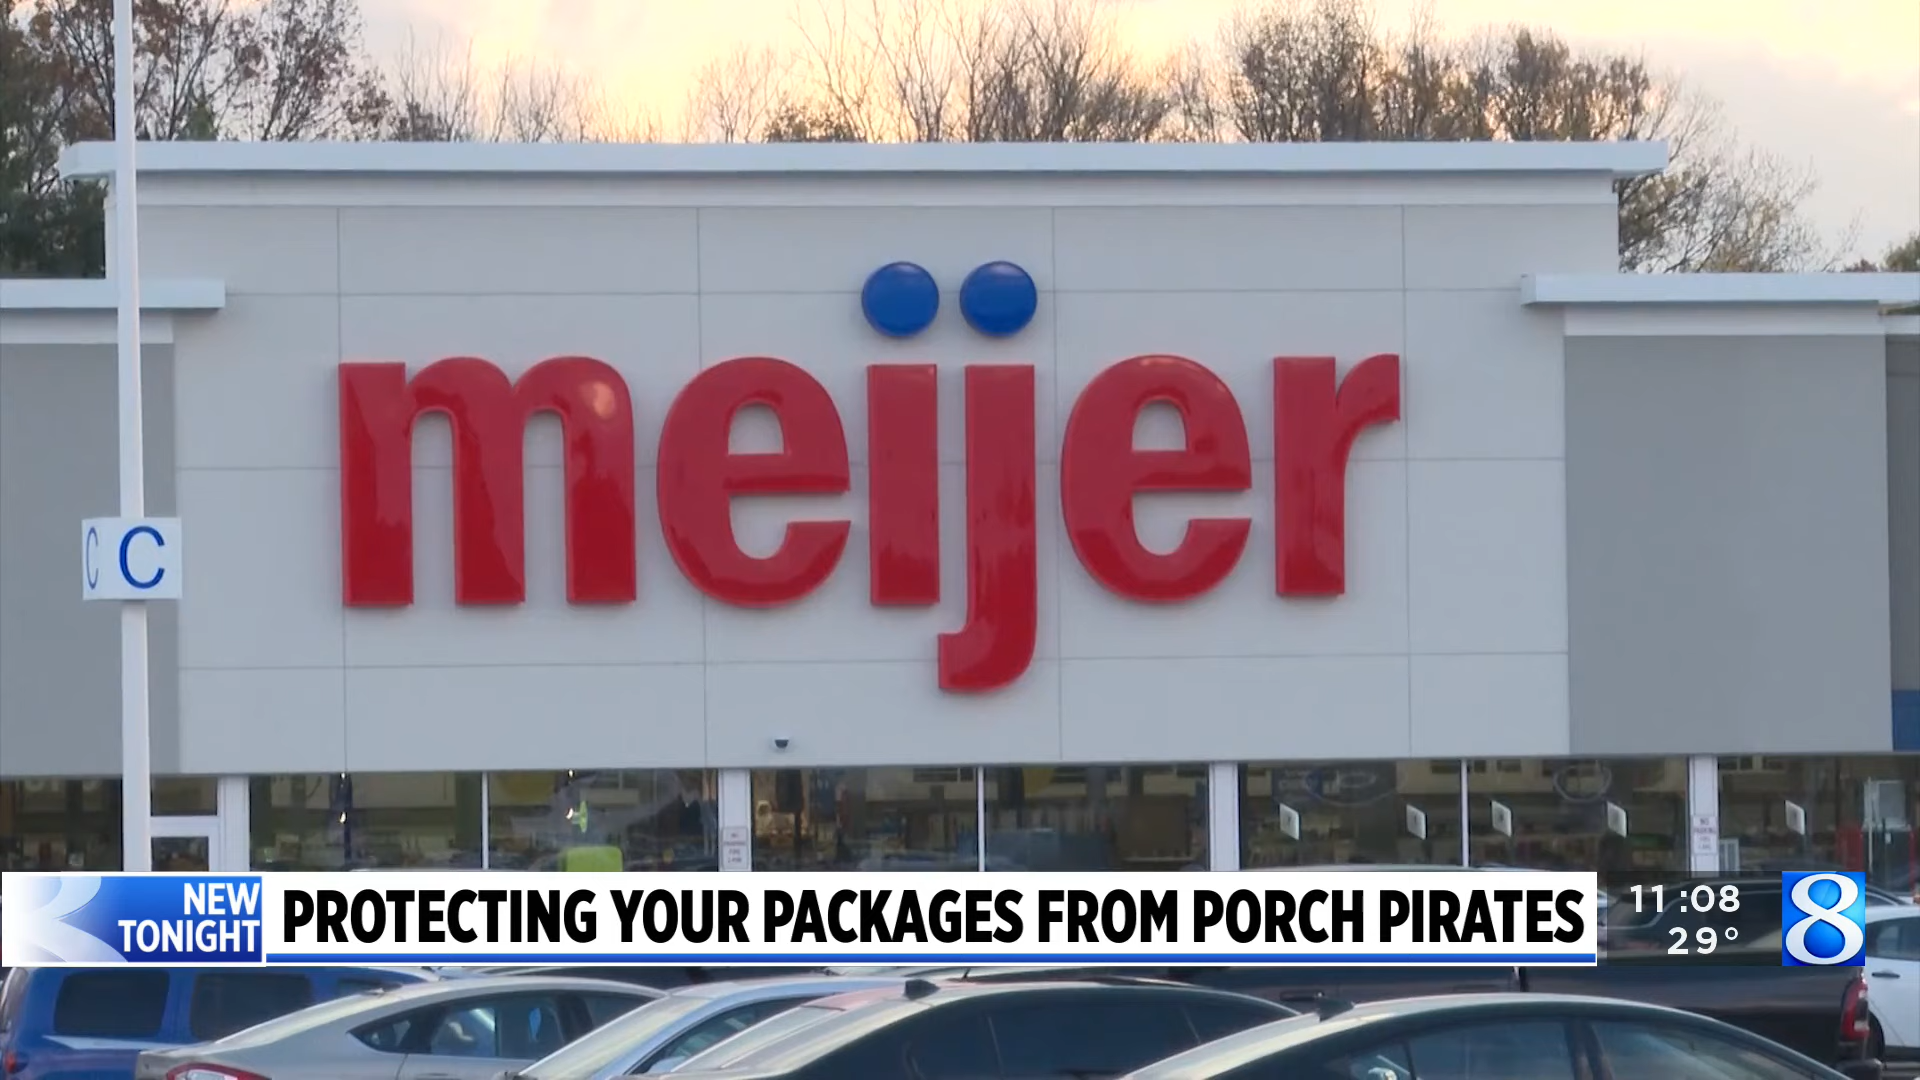 meijer
C C
NEW
TONIGHT
PROTECTING YOUR PACKAGES FROM PORCH PIRATES
11:08
29°
8